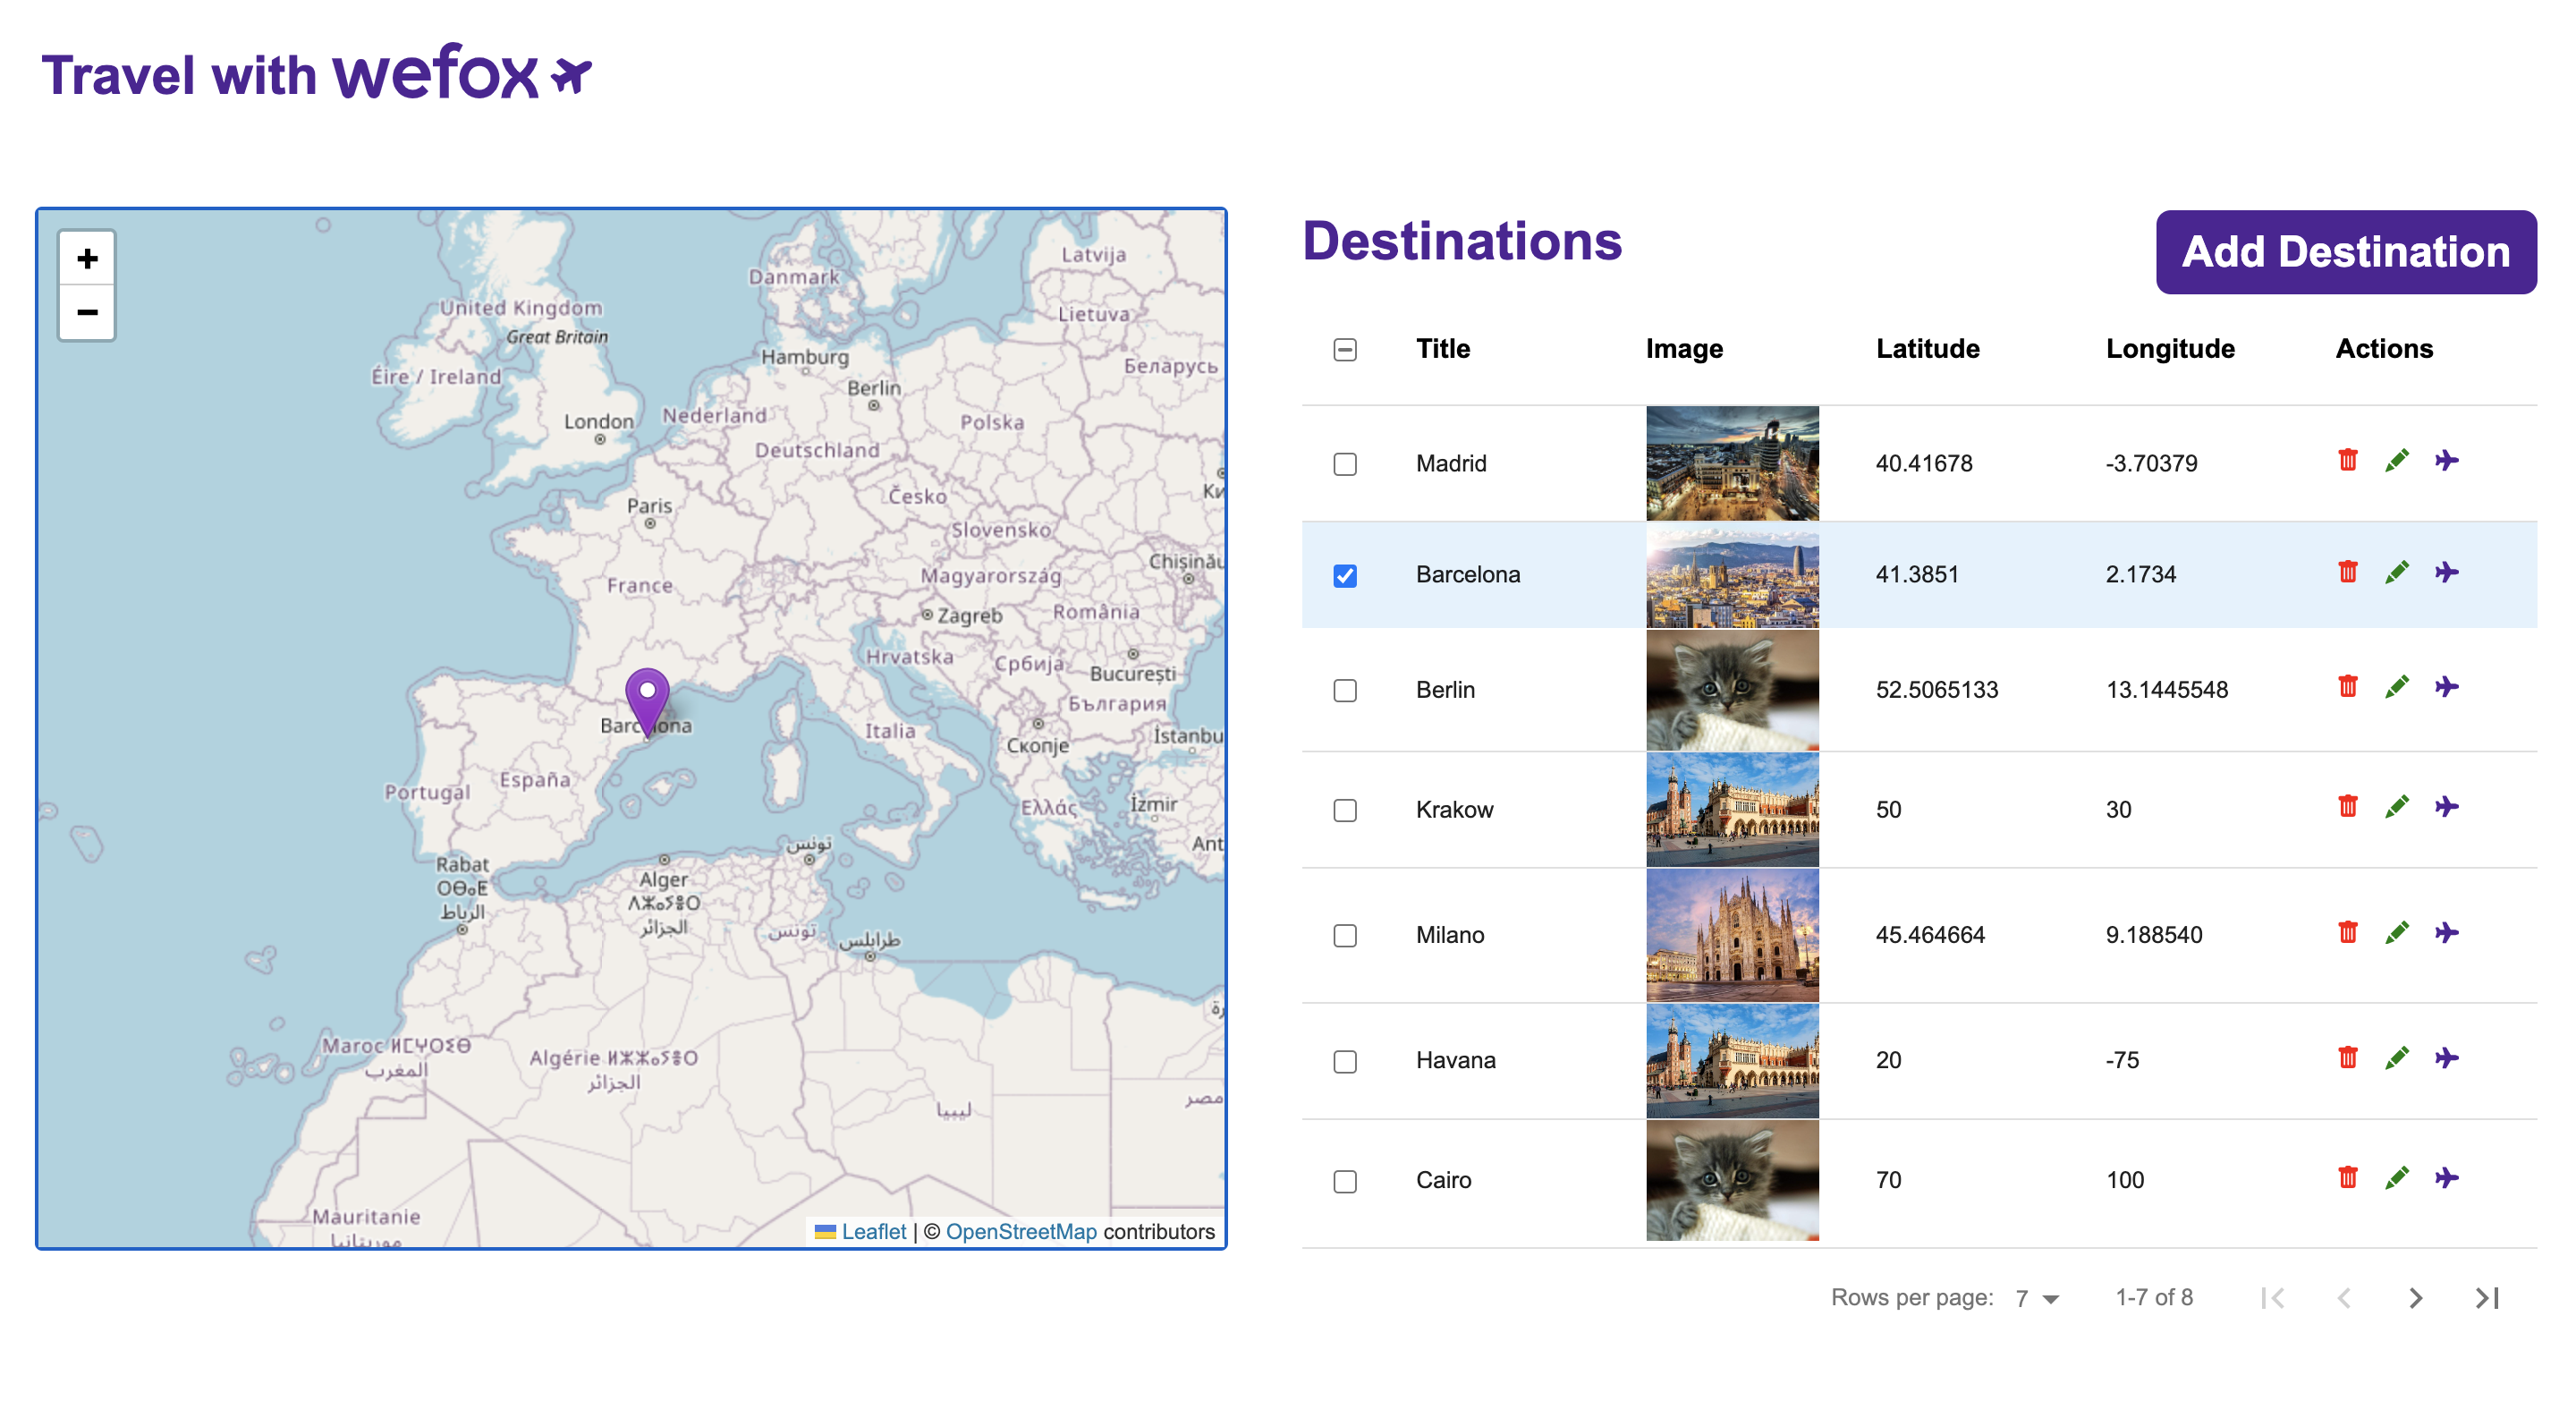 Travel with wefox
+
−
Latvija
Danmark
Lietuva
United Kingdom
Great Britain
Hamburg
Беларусь
Éire / Ireland
Berlin
London
Nederland
Polska
Deutschland
Česko
Paris
Slovensko
Chișinău
France
Magyarország
Zagreb
România
Hrvatska
Србија
București
Barcelona
България
Italia
Скопје
İstanbu
España
Portugal
Ελλάς
İzmir
تونس
Ant
Rabat
ⵔⴱⴰⵟ
الرباط
Alger
الجزائر
تونس
طرابلس
Maroc
المغرب
Algérie
الجزائر
ليبيا
مصر
Mauritanie
موريتانيا
Leaflet | © OpenStreetMap contributors
Destinations
Add Destination
Title Image Latitude Longitude Actions
Madrid 40.41678 -3.70379
Barcelona 41.3851 2.1734
Berlin 52.5065133 13.1445548
Krakow 50 30
Milano 45.464664 9.188540
Havana 20 -75
Cairo 70 100
Rows per page: 7 1-7 of 8